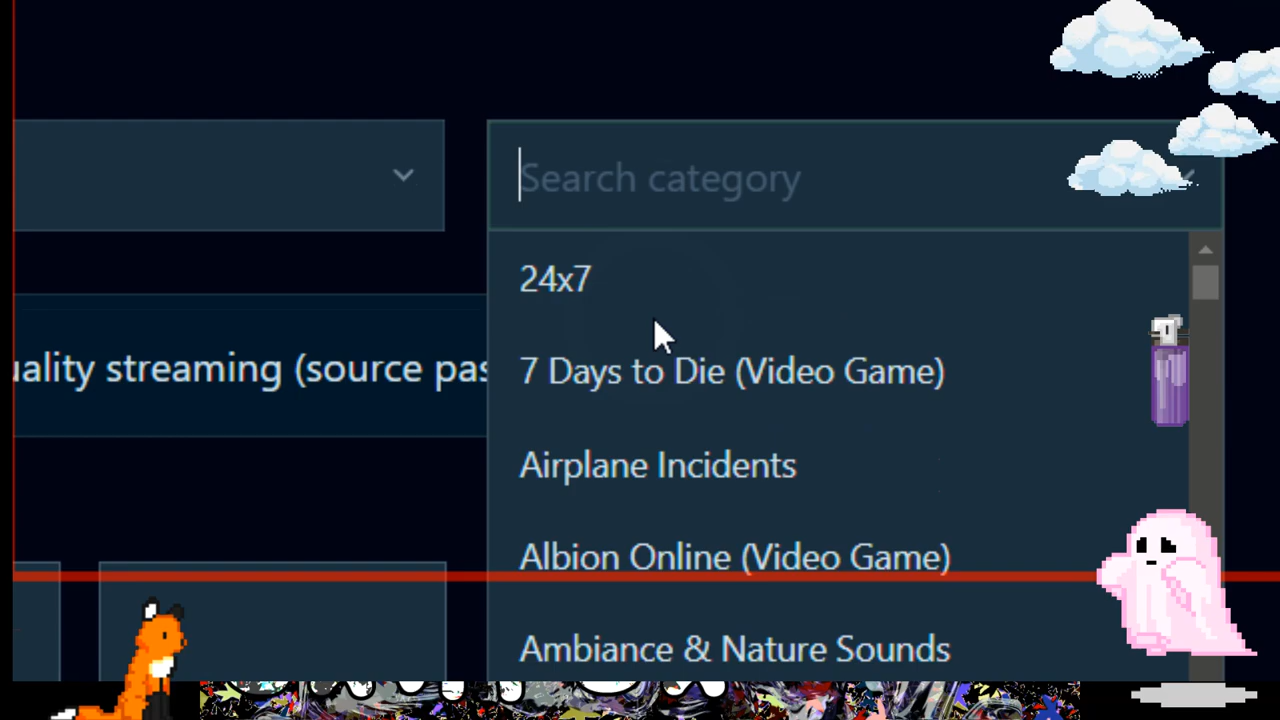 Search category
24x7
uality streaming (source pas
7 Days to Die (Video Game)
Airplane Incidents
Albion Online (Video Game)
Ambiance & Nature Sounds